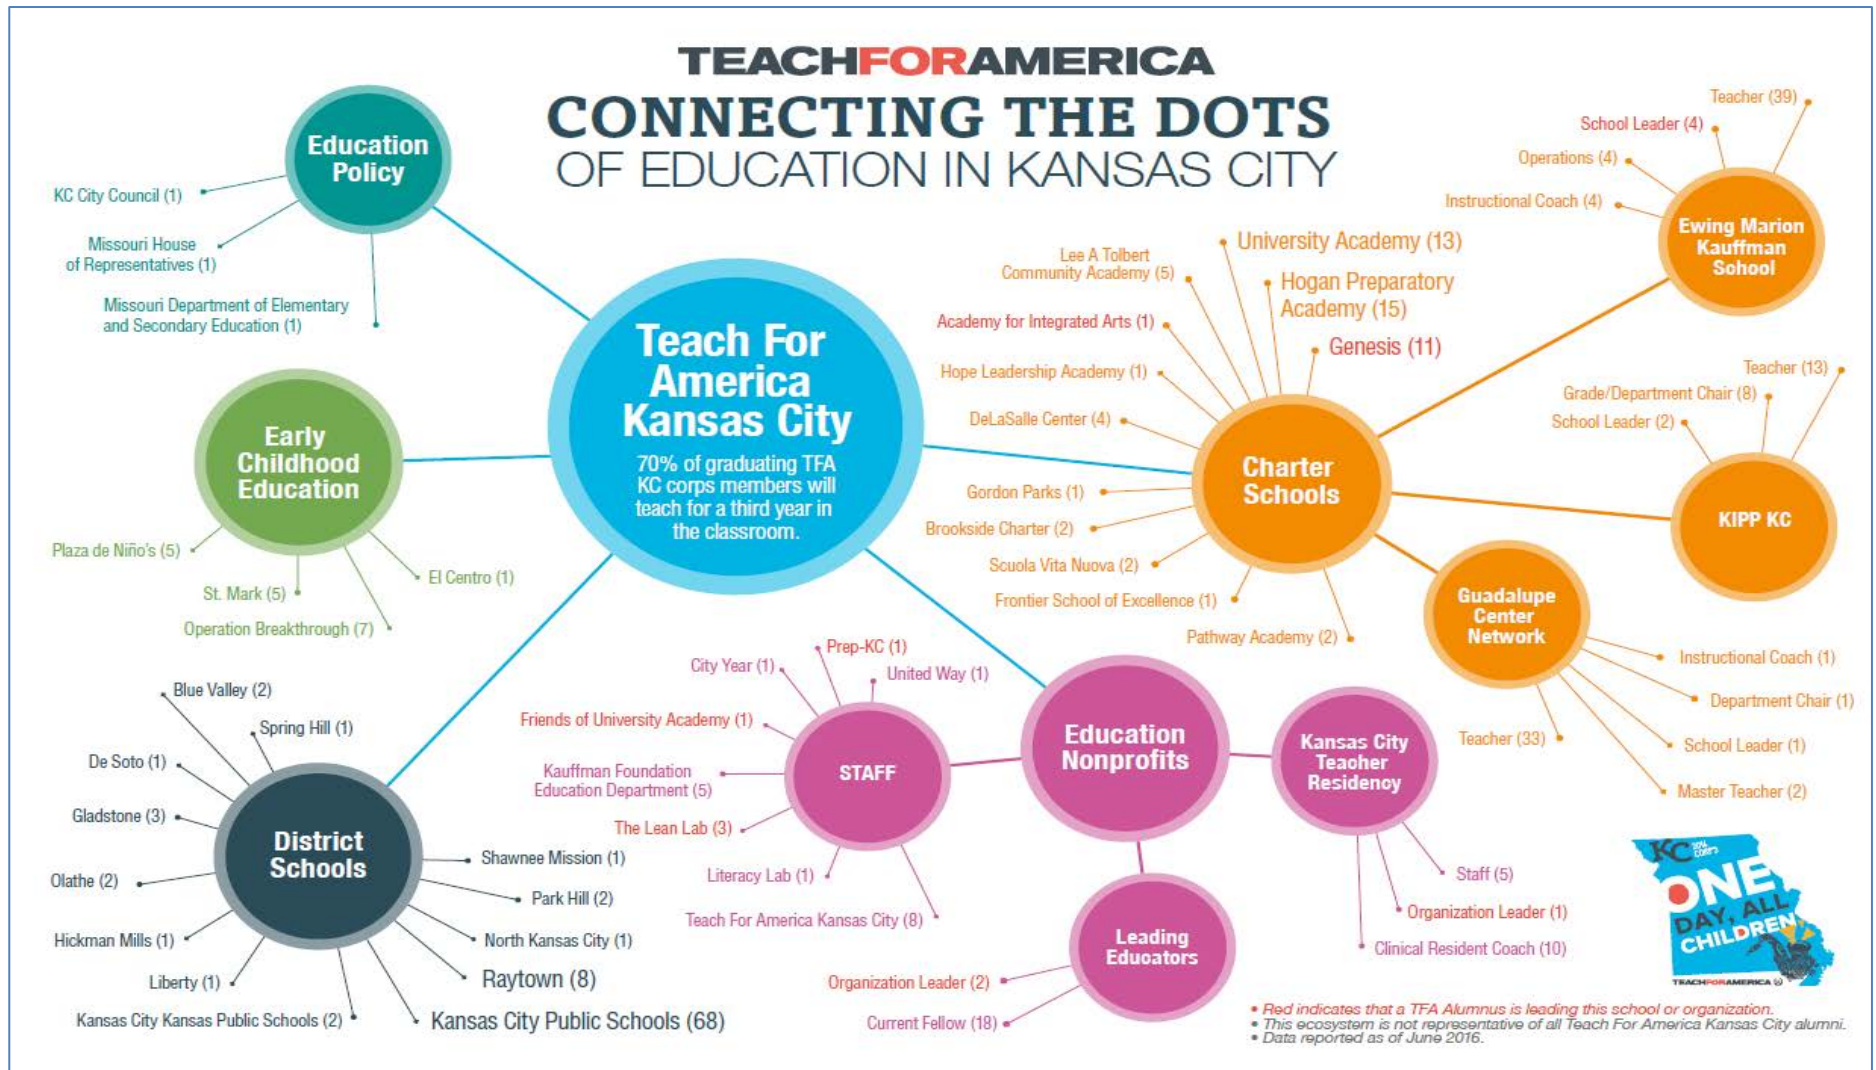 TEACHFORAMERICA
CONNECTING THE DOTS
OF EDUCATION IN KANSAS CITY
Education
Policy
KC City Council (1)
Missouri House
of Representatives (1)
Missouri Department of Elementary
and Secondary Education (1)
Teach For
America
Kansas City
70% of graduating TFA
KC corps members will
teach for a third year in
the classroom.
Early
Childhood
Education
Plaza de Niño's (5)
St. Mark (5)
Operation Breakthrough (7)
El Centro (1)
District
Schools
Blue Valley (2)
Spring Hill (1)
De Soto (1)
Gladstone (3)
Olathe (2)
Hickman Mills (1)
Liberty (1)
Kansas City Kansas Public Schools (2)
Kansas City Public Schools (68)
Raytown (8)
North Kansas City (1)
Park Hill (2)
Shawnee Mission (1)
Charter
Schools
University Academy (13)
Lee A Tolbert
Community Academy (5)
Hogan Preparatory
Academy (15)
Academy for Integrated Arts (1)
Genesis (11)
Hope Leadership Academy (1)
DeLaSalle Center (4)
Gordon Parks (1)
Brookside Charter (2)
Scuola Vita Nuova (2)
Frontier School of Excellence (1)
Pathway Academy (2)
Ewing Marion
Kauffman
School
Teacher (39)
School Leader (4)
Operations (4)
Instructional Coach (4)
KIPP KC
Teacher (13)
Grade/Department Chair (8)
School Leader (2)
Guadalupe
Center
Network
Instructional Coach (1)
Department Chair (1)
School Leader (1)
Master Teacher (2)
Teacher (33)
Education
Nonprofits
STAFF
Prep-KC (1)
City Year (1)
United Way (1)
Friends of University Academy (1)
Kauffman Foundation
Education Department (5)
The Lean Lab (3)
Literacy Lab (1)
Teach For America Kansas City (8)
Kansas City
Teacher
Residency
Staff (5)
Organization Leader (1)
Clinical Resident Coach (10)
Leading
Educators
Organization Leader (2)
Current Fellow (18)
KC 2014
CORPS
ONE
DAY, ALL
CHILDREN
TEACHFORAMERICA
• Red indicates that a TFA Alumnus is leading this school or organization.
• This ecosystem is not representative of all Teach For America Kansas City alumni.
• Data reported as of June 2016.